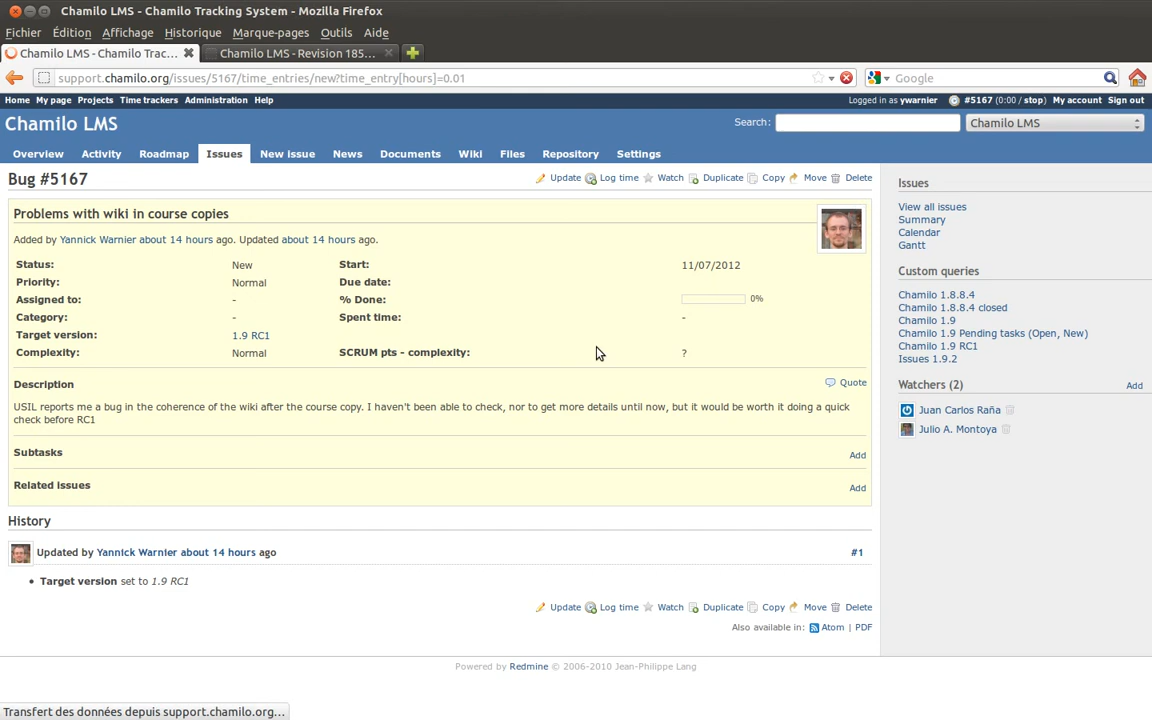 Chamilo LMS - Chamilo Tracking System - Mozilla Firefox
Fichier Édition Affichage Historique Marque-pages Outils Aide
Chamilo LMS - Chamilo Trac... Chamilo LMS - Revision 185...
support.chamilo.org/issues/5167/time_entries/new?time_entry[hours]=0.01 Google
Home My page Projects Time trackers Administration Help Logged in as ywarnier #5167 (0:00 / stop) My account Sign out
Chamilo LMS Search: Chamilo LMS
Overview Activity Roadmap Issues New issue News Documents Wiki Files Repository Settings
Bug #5167 Update Log time Watch Duplicate Copy Move Delete
Problems with wiki in course copies
Added by Yannick Warnier about 14 hours ago. Updated about 14 hours ago.
Status: New Start: 11/07/2012
Priority: Normal Due date:
Assigned to: - % Done: 0%
Category: - Spent time: -
Target version: 1.9 RC1
Complexity: Normal SCRUM pts - complexity: ?
Description Quote
USIL reports me a bug in the coherence of the wiki after the course copy. I haven't been able to check, nor to get more details until now, but it would be worth it doing a quick
check before RC1
Subtasks Add
Related issues Add
History
Updated by Yannick Warnier about 14 hours ago #1
• Target version set to 1.9 RC1
Update Log time Watch Duplicate Copy Move Delete
Also available in: Atom | PDF
Issues
View all issues
Summary
Calendar
Gantt
Custom queries
Chamilo 1.8.8.4
Chamilo 1.8.8.4 closed
Chamilo 1.9
Chamilo 1.9 Pending tasks (Open, New)
Chamilo 1.9 RC1
Issues 1.9.2
Watchers (2) Add
Juan Carlos Raña
Julio A. Montoya
Powered by Redmine © 2006-2010 Jean-Philippe Lang
Transfert des données depuis support.chamilo.org...